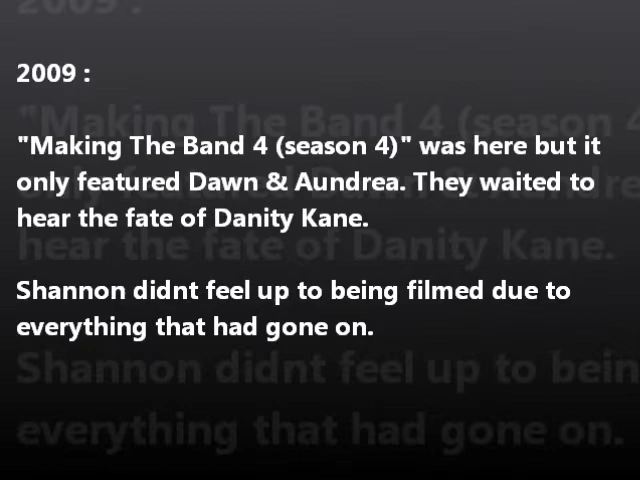 2009 :
"Making The Band 4 (season 4)" was here but it
only featured Dawn & Aundrea. They waited to
hear the fate of Danity Kane.
Shannon didnt feel up to being filmed due to
everything that had gone on.